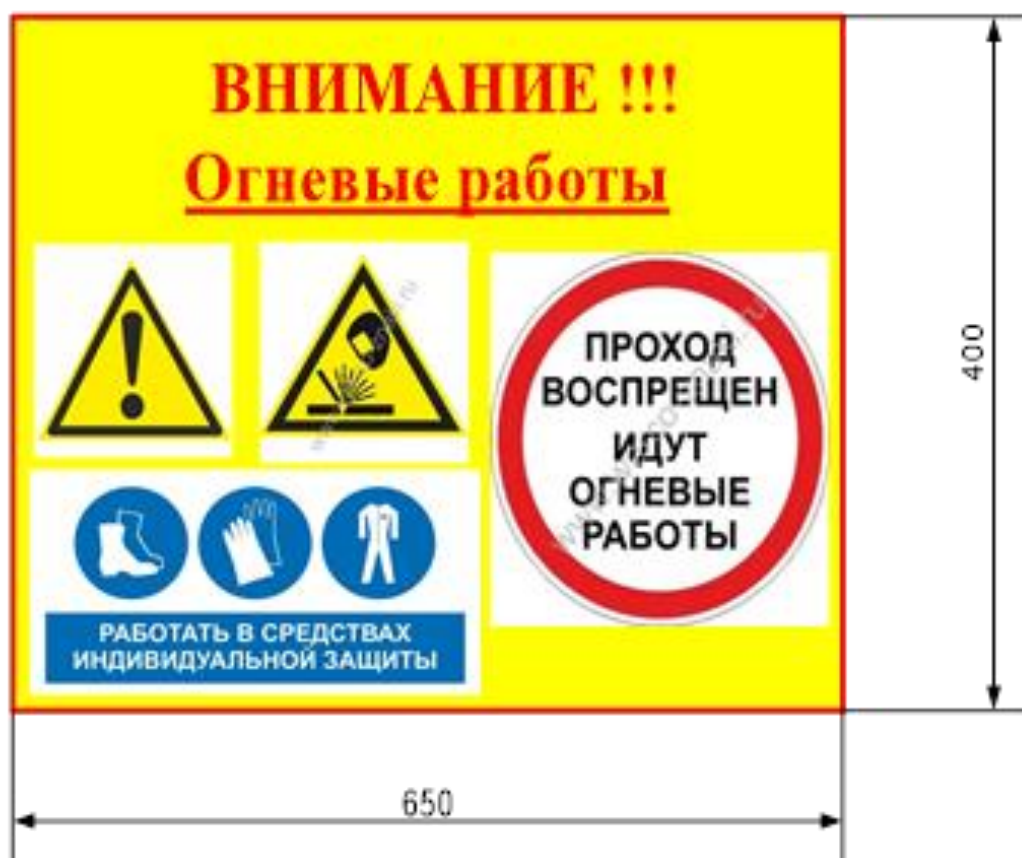 ВНИМАНИЕ !!!
Огневые работы
ПРОХОД
ВОСПРЕЩЕН
ИДУТ
ОГНЕВЫЕ
РАБОТЫ
РАБОТАТЬ В СРЕДСТВАХ
ИНДИВИДУАЛЬНОЙ ЗАЩИТЫ
400
650